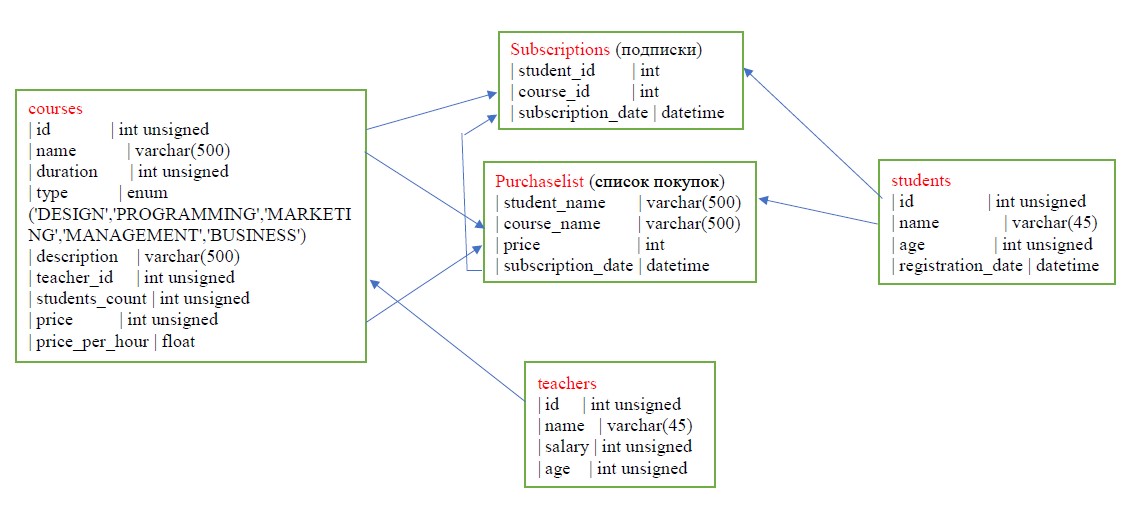 Subscriptions (подписки)
| student_id | int
| course_id | int
| subscription_date | datetime
courses
| id | int unsigned
| name | varchar(500)
| duration | int unsigned
| type | enum
('DESIGN','PROGRAMMING','MARKETI
NG','MANAGEMENT','BUSINESS')
| description | varchar(500)
| teacher_id | int unsigned
| students_count | int unsigned
| price | int unsigned
| price_per_hour | float
Purchaselist (список покупок)
| student_name | varchar(500)
| course_name | varchar(500)
| price | int
| subscription_date | datetime
students
| id | int unsigned
| name | varchar(45)
| age | int unsigned
| registration_date | datetime
teachers
| id | int unsigned
| name | varchar(45)
| salary | int unsigned
| age | int unsigned